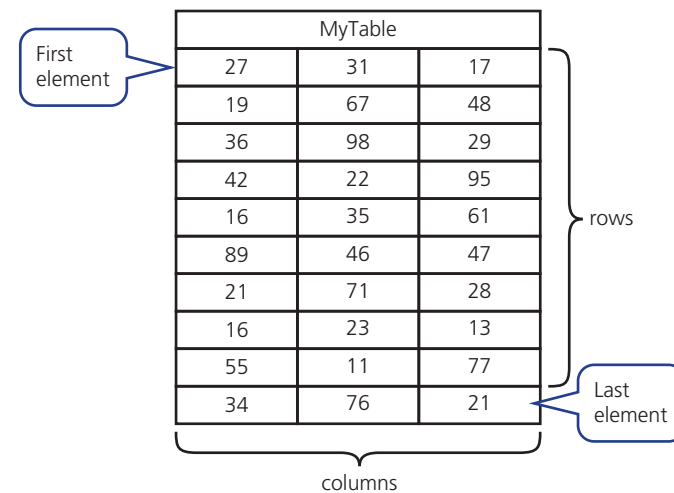 MyTable
First
element
27 31 17
19 67 48
36 98 29
42 22 95
16 35 61
rows
89 46 47
21 71 28
16 23 13
55 11 77
34 76 21
Last
element
columns